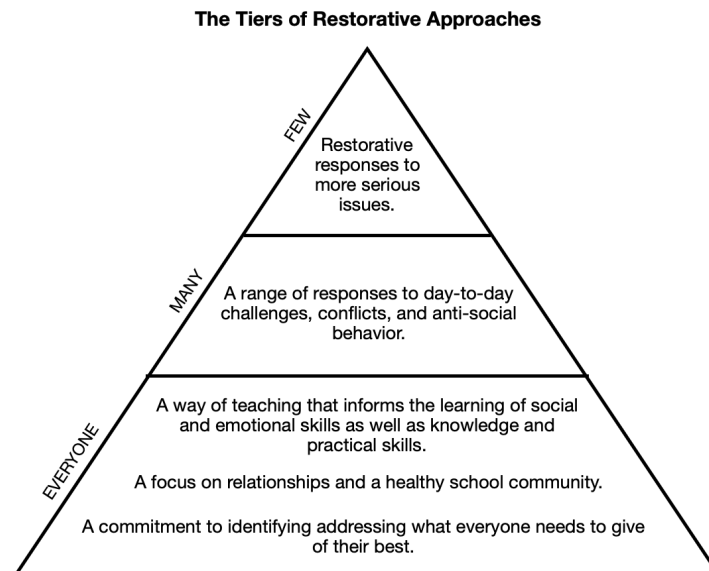 The Tiers of Restorative Approaches
FEW
Restorative
responses to
more serious
issues.
MANY
A range of responses to day-to-day
challenges, conflicts, and anti-social
behavior.
EVERYONE
A way of teaching that informs the learning of social
and emotional skills as well as knowledge and
practical skills.
A focus on relationships and a healthy school community.
A commitment to identifying addressing what everyone needs to give
of their best.